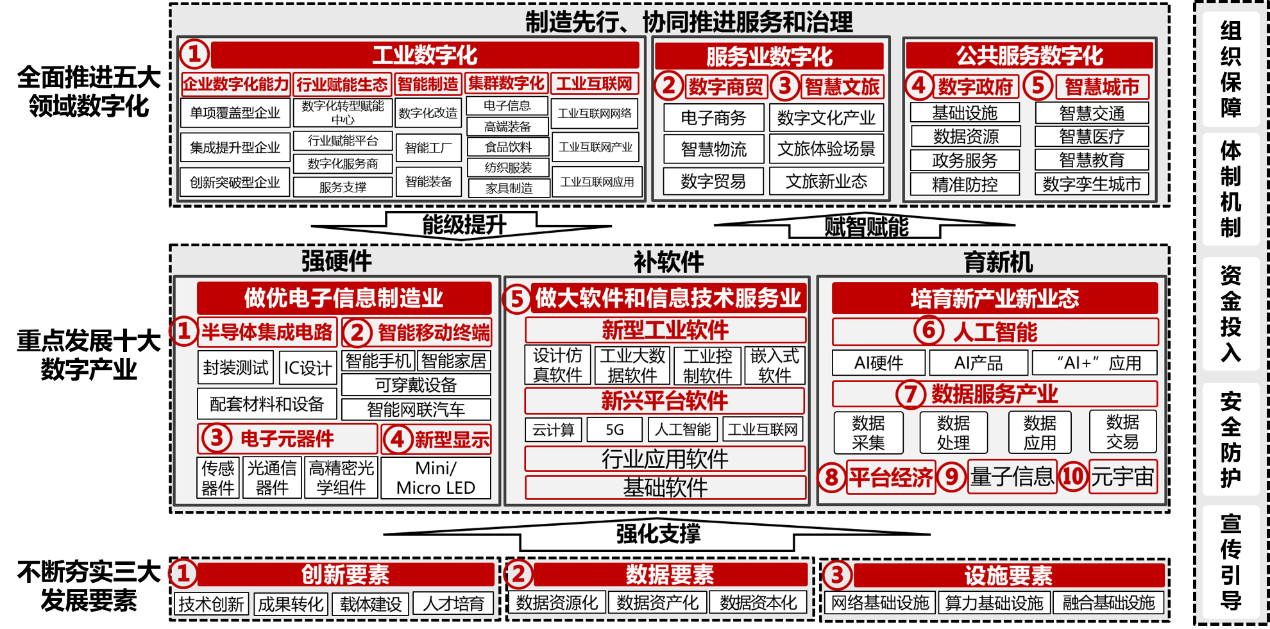 制造先行、协同推进服务和治理
全面推进五大
领域数字化
① 工业数字化
企业数字化能力
单项覆盖型企业
集成提升型企业
创新突破型企业
行业赋能生态
数字化转型赋能
中心
行业赋能平台
数字化服务商
服务支撑
智能制造
数字化改造
智能工厂
智能装备
集群数字化
电子信息
高端装备
食品饮料
纺织服装
家具制造
工业互联网
工业互联网网络
工业互联网产业
工业互联网应用
服务业数字化
② 数字商贸
电子商务
智慧物流
数字贸易
③ 智慧文旅
数字文化产业
文旅体验场景
文旅新业态
公共服务数字化
④ 数字政府
基础设施
数据资源
政务服务
精准防控
⑤ 智慧城市
智慧交通
智慧医疗
智慧教育
数字孪生城市
能级提升
赋智赋能
重点发展十大
数字产业
强硬件
做优电子信息制造业
① 半导体集成电路
封装测试
IC设计
配套材料和设备
② 智能移动终端
智能手机
智能家居
可穿戴设备
智能网联汽车
③ 电子元器件
传感
器件
光通信
器件
高精密光
学组件
④ 新型显示
Mini/
Micro LED
补软件
⑤ 做大软件和信息技术服务业
新型工业软件
设计仿
真软件
工业大数
据软件
工业控
制软件
嵌入式
软件
新兴平台软件
云计算
5G
人工智能
工业互联网
行业应用软件
基础软件
育新机
培育新产业新业态
⑥ 人工智能
AI硬件
AI产品
“AI+”应用
⑦ 数据服务产业
数据
采集
数据
处理
数据
应用
数据
交易
⑧ 平台经济
⑨ 量子信息
⑩ 元宇宙
强化支撑
不断夯实三大
发展要素
① 创新要素
技术创新
成果转化
载体建设
人才培育
② 数据要素
数据资源化
数据资产化
数据资本化
③ 设施要素
网络基础设施
算力基础设施
融合基础设施
组织保障
体制机制
资金投入
安全防护
宣传引导